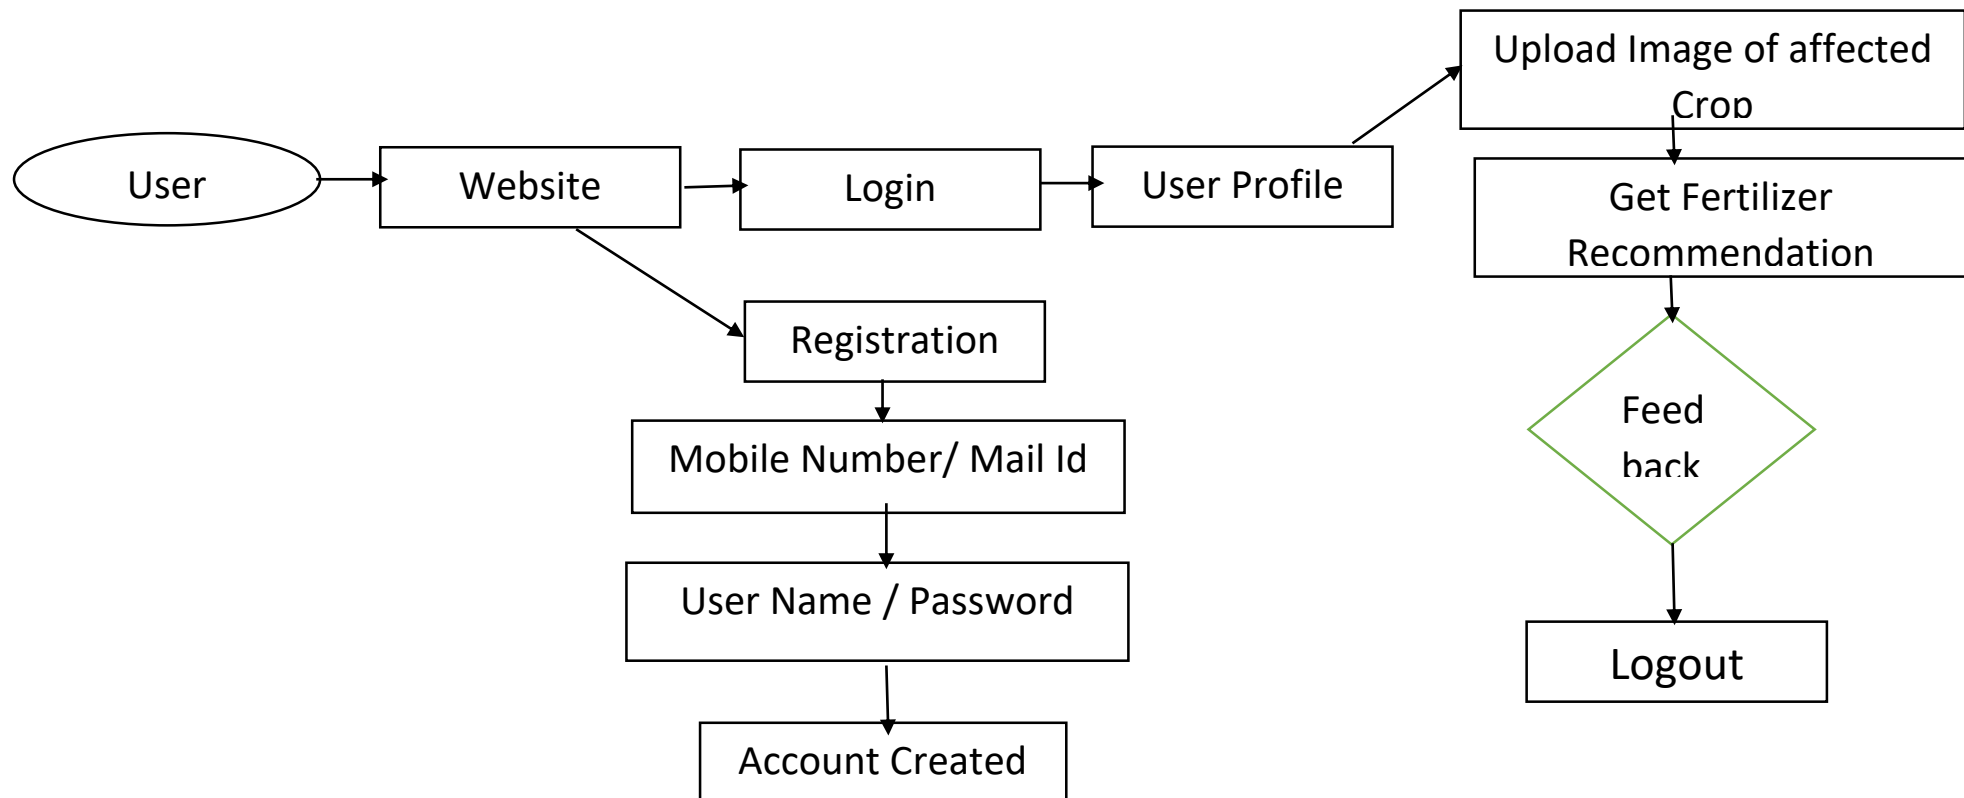 User
Website
Login
User Profile
Upload Image of affected
Crop
Get Fertilizer
Recommendation
Feed
back
Logout
Registration
Mobile Number/ Mail Id
User Name / Password
Account Created